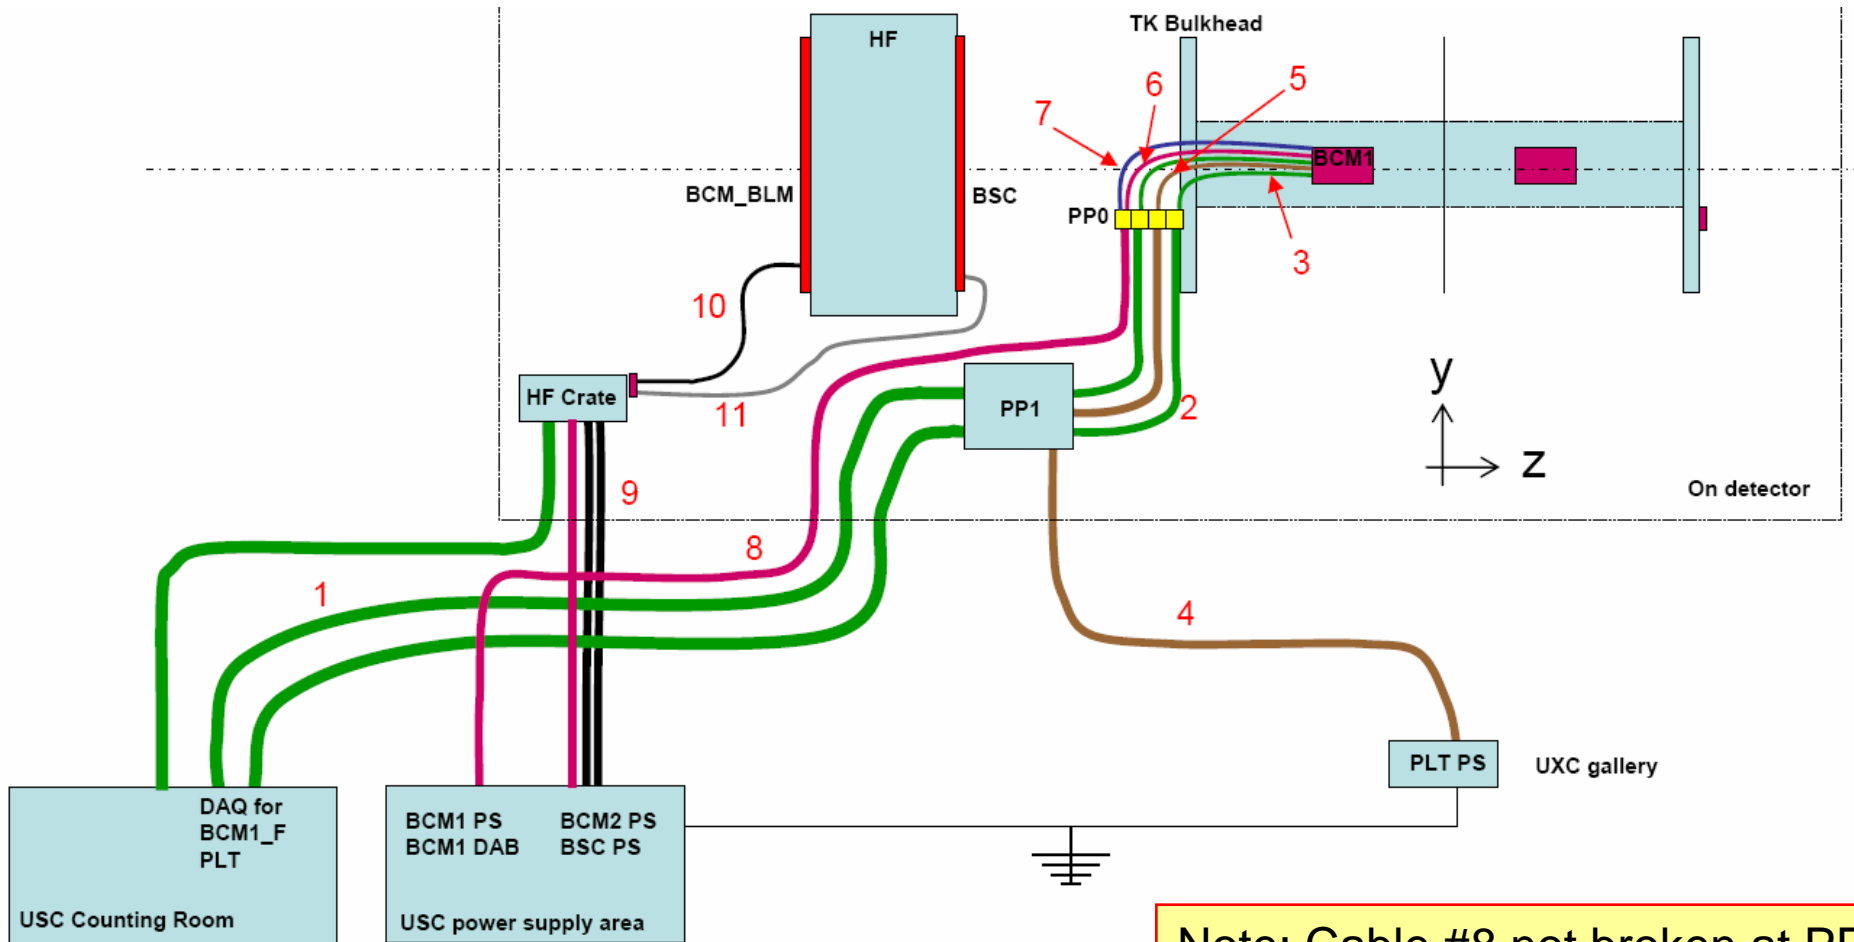 TK Bulkhead
HF
5
6
7
BCM1
BCM_BLM
BSC
PP0
3
10
y
HF Crate
11
PP1
2
z
9
On detector
8
1
4
PLT PS
UXC gallery
DAQ for
BCM1_F
PLT
BCM1 PS
BCM1 DAB
BCM2 PS
BSC PS
USC Counting Room
USC power supply area
Note: Cable #8 not broken at